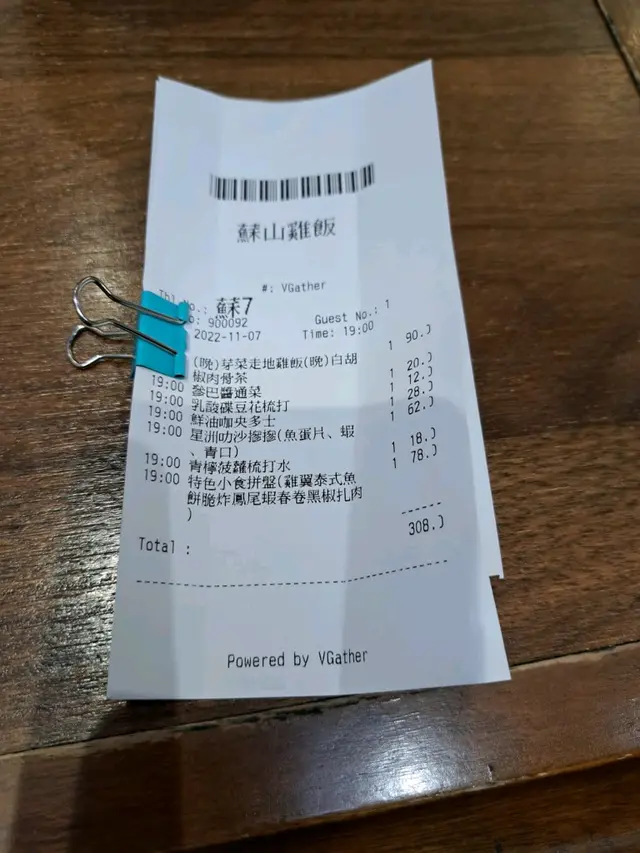 蘇山雞飯
#: VGather
Tbl No.: 蘇7
o: 900092 Guest No.: 1
2022-11-07 Time: 19:00
(晚)芽菜走地雞飯(晚)白胡 1 90.)
椒肉骨茶
19:00 參巴醬通菜 1 20.)
19:00 乳酸礏豆花梳打 1 12.)
19:00 鮮油咖央多士 1 28.)
19:00 星洲叻沙摻摻(魚蛋片、蝦 1 62.)
、青口)
19:00 青檸菠蘿梳打水 1 18.)
19:00 特色小食拼盤(雞翼泰式魚 1 78.)
餅脆炸鳳尾蝦春卷黑椒扎肉
)
------
Total : 308.)
Powered by VGather